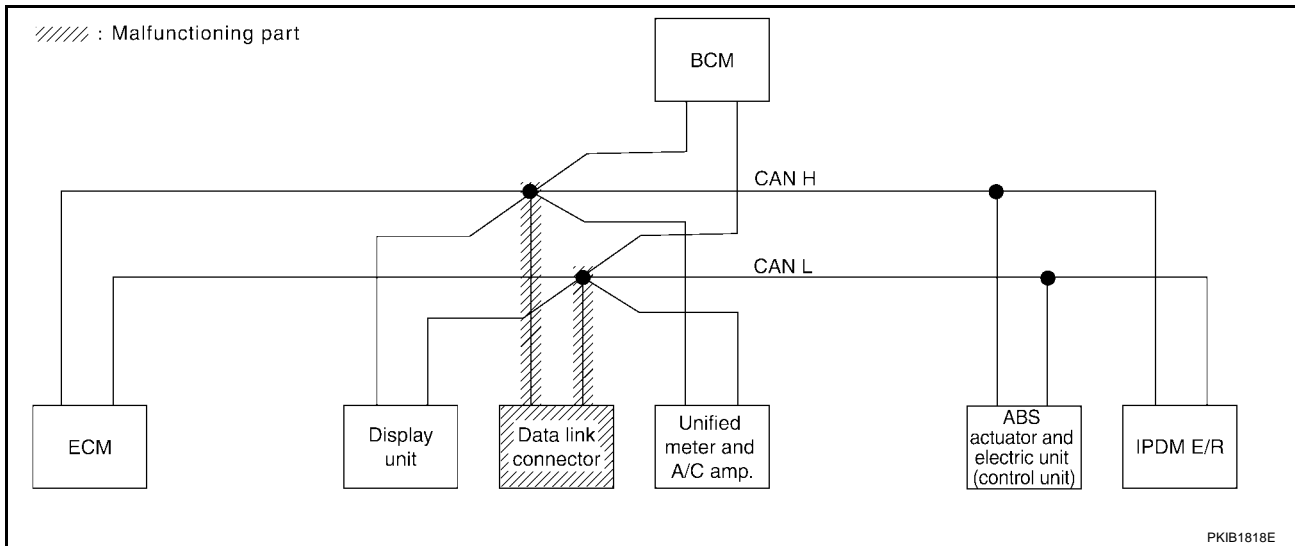 : Malfunctioning part
BCM
CAN H
CAN L
ECM
Display
unit
Data link
connector
Unified
meter and
A/C amp.
ABS
actuator and
electric unit
(control unit)
IPDM E/R
PKIB1818E